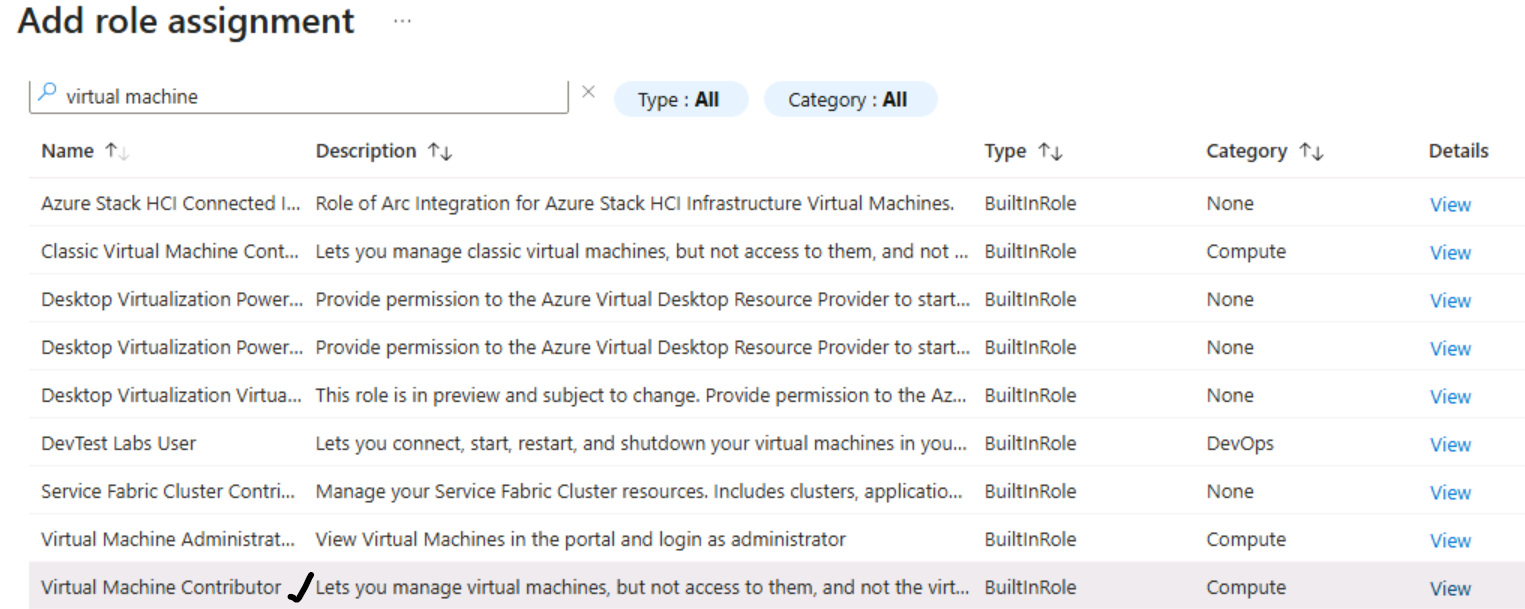 Add role assignment ...
virtual machine × Type : All Category : All
Name ↑↓ Description ↑↓ Type ↑↓ Category ↑↓ Details
Azure Stack HCI Connected I... Role of Arc Integration for Azure Stack HCI Infrastructure Virtual Machines. BuiltInRole None View
Classic Virtual Machine Cont... Lets you manage classic virtual machines, but not access to them, and not ... BuiltInRole Compute View
Desktop Virtualization Power... Provide permission to the Azure Virtual Desktop Resource Provider to start... BuiltInRole None View
Desktop Virtualization Power... Provide permission to the Azure Virtual Desktop Resource Provider to start... BuiltInRole None View
Desktop Virtualization Virtua... This role is in preview and subject to change. Provide permission to the Az... BuiltInRole None View
DevTest Labs User Lets you connect, start, restart, and shutdown your virtual machines in you... BuiltInRole DevOps View
Service Fabric Cluster Contri... Manage your Service Fabric Cluster resources. Includes clusters, applicatio... BuiltInRole None View
Virtual Machine Administrat... View Virtual Machines in the portal and login as administrator BuiltInRole Compute View
Virtual Machine Contributor ✓ Lets you manage virtual machines, but not access to them, and not the virt... BuiltInRole Compute View